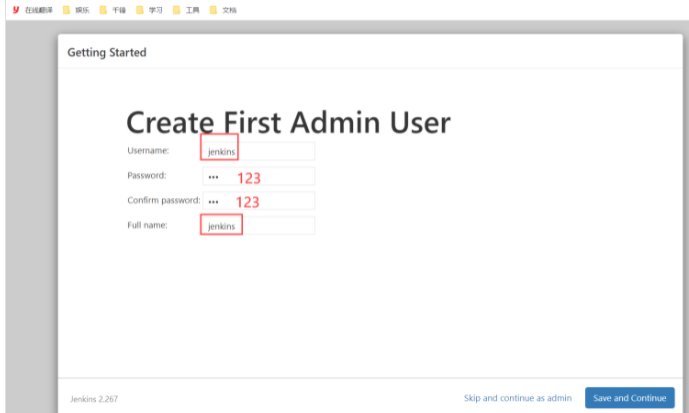 在线翻译 娱乐 千锋 学习 工具 文档
Getting Started
Create First Admin User
Username: jenkins
Password: ••• 123
Confirm password: ••• 123
Full name: jenkins
Jenkins 2.267 Skip and continue as admin Save and Continue